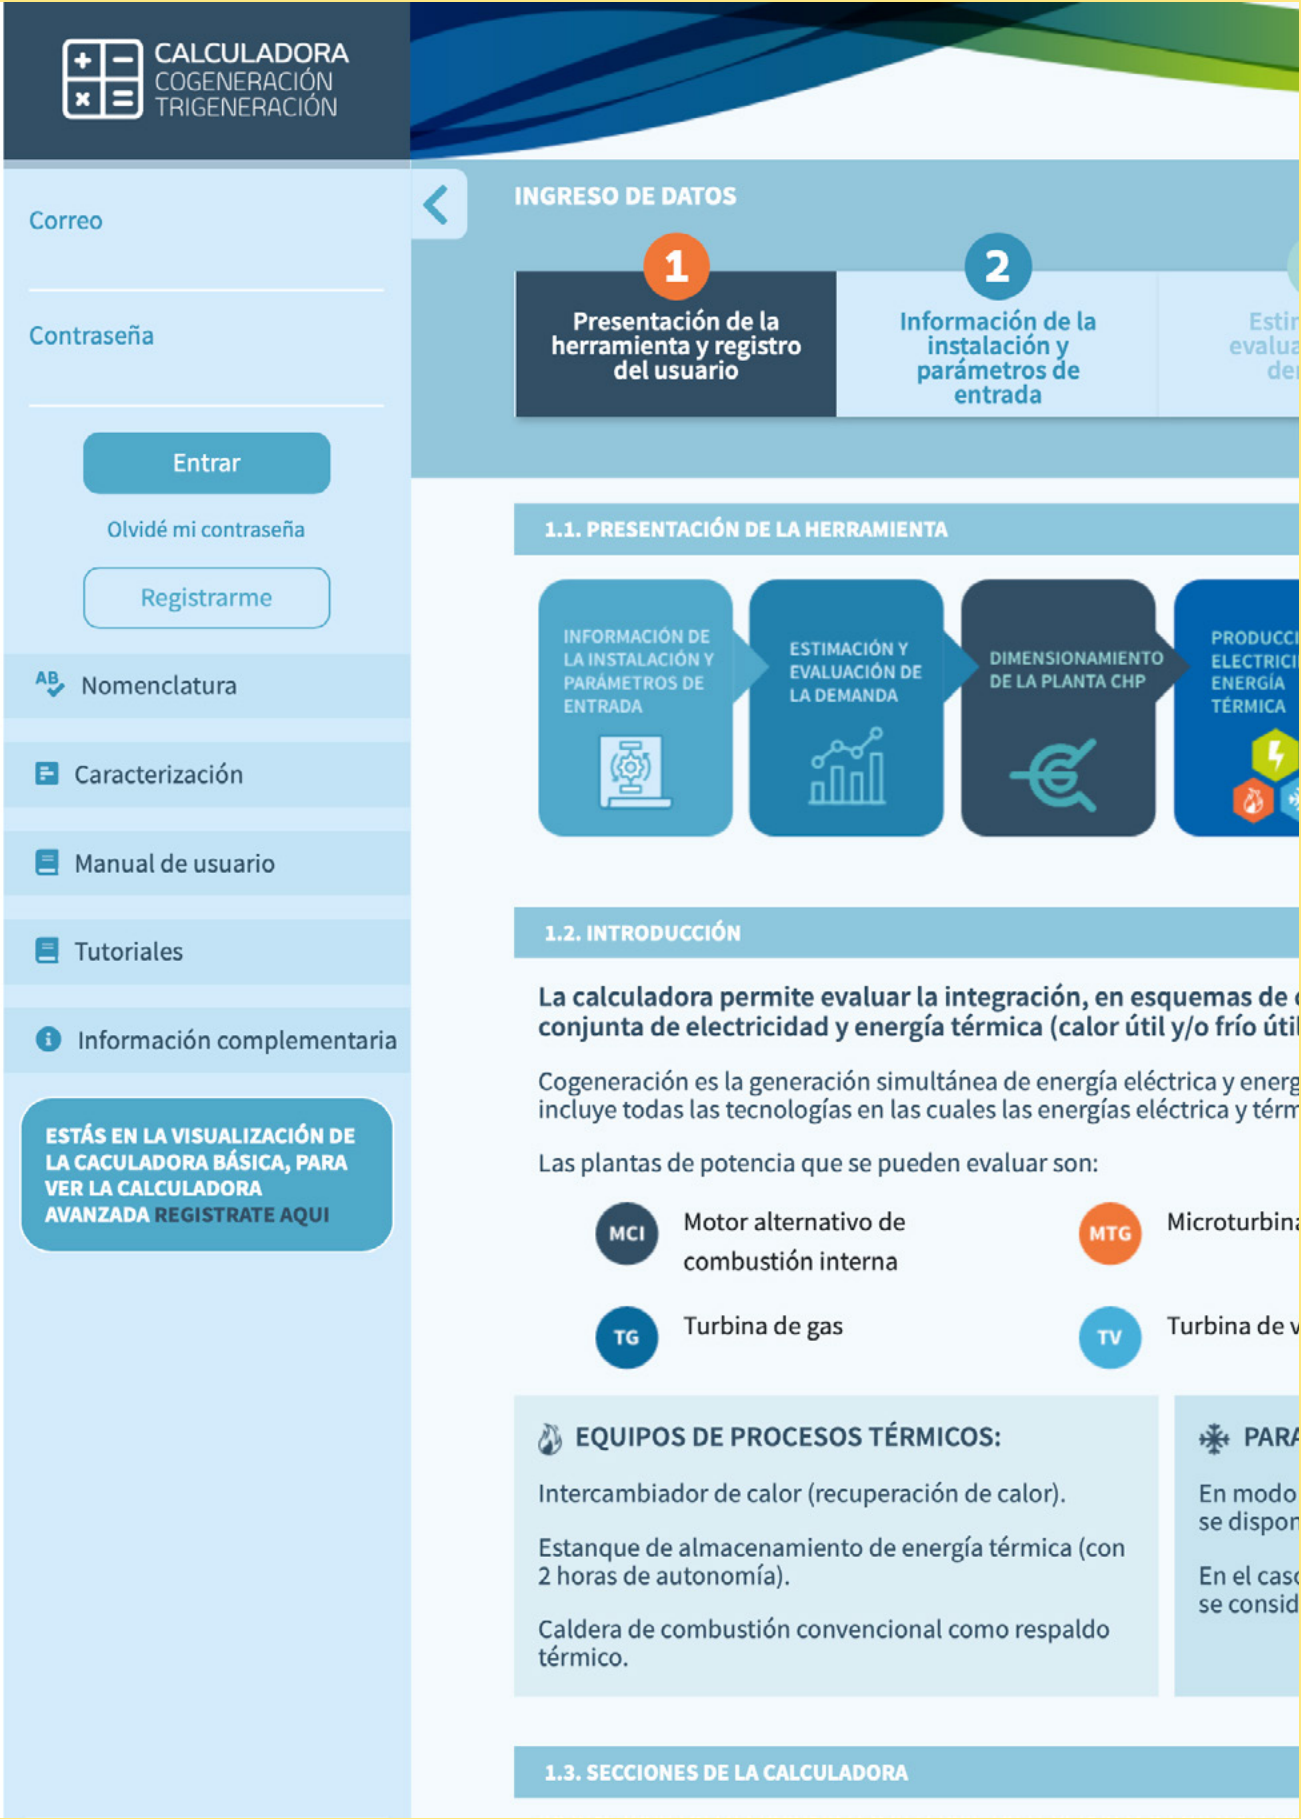 CALCULADORA
COGENERACIÓN
TRIGENERACIÓN
Correo
Contraseña
Entrar
Olvidé mi contraseña
Registrarme
Nomenclatura
Caracterización
Manual de usuario
Tutoriales
Información complementaria
ESTÁS EN LA VISUALIZACIÓN DE
LA CACULADORA BÁSICA, PARA
VER LA CALCULADORA
AVANZADA REGISTRATE AQUI
INGRESO DE DATOS
1
Presentación de la
herramienta y registro
del usuario
2
Información de la
instalación y
parámetros de
entrada
1.1. PRESENTACIÓN DE LA HERRAMIENTA
INFORMACIÓN DE
LA INSTALACIÓN Y
PARÁMETROS DE
ENTRADA
ESTIMACIÓN Y
EVALUACIÓN DE
LA DEMANDA
DIMENSIONAMIENTO
DE LA PLANTA CHP
ENERGÍA
TÉRMICA
1.2. INTRODUCCIÓN
La calculadora permite evaluar la integración, en esquemas de
conjunta de electricidad y energía térmica (calor útil y/o frío
Cogeneración es la generación simultánea de energía eléctrica y
incluye todas las tecnologías en las cuales las energías eléctrica y
Las plantas de potencia que se pueden evaluar son:
MCI
Motor alternativo de
combustión interna
MTG
TG
Turbina de gas
TV
Turbina de
EQUIPOS DE PROCESOS TÉRMICOS:
Intercambiador de calor (recuperación de calor).
Estanque de almacenamiento de energía térmica (con
2 horas de autonomía).
Caldera de combustión convencional como respaldo
térmico.
En modo
se
En el
se
1.3. SECCIONES DE LA CALCULADORA